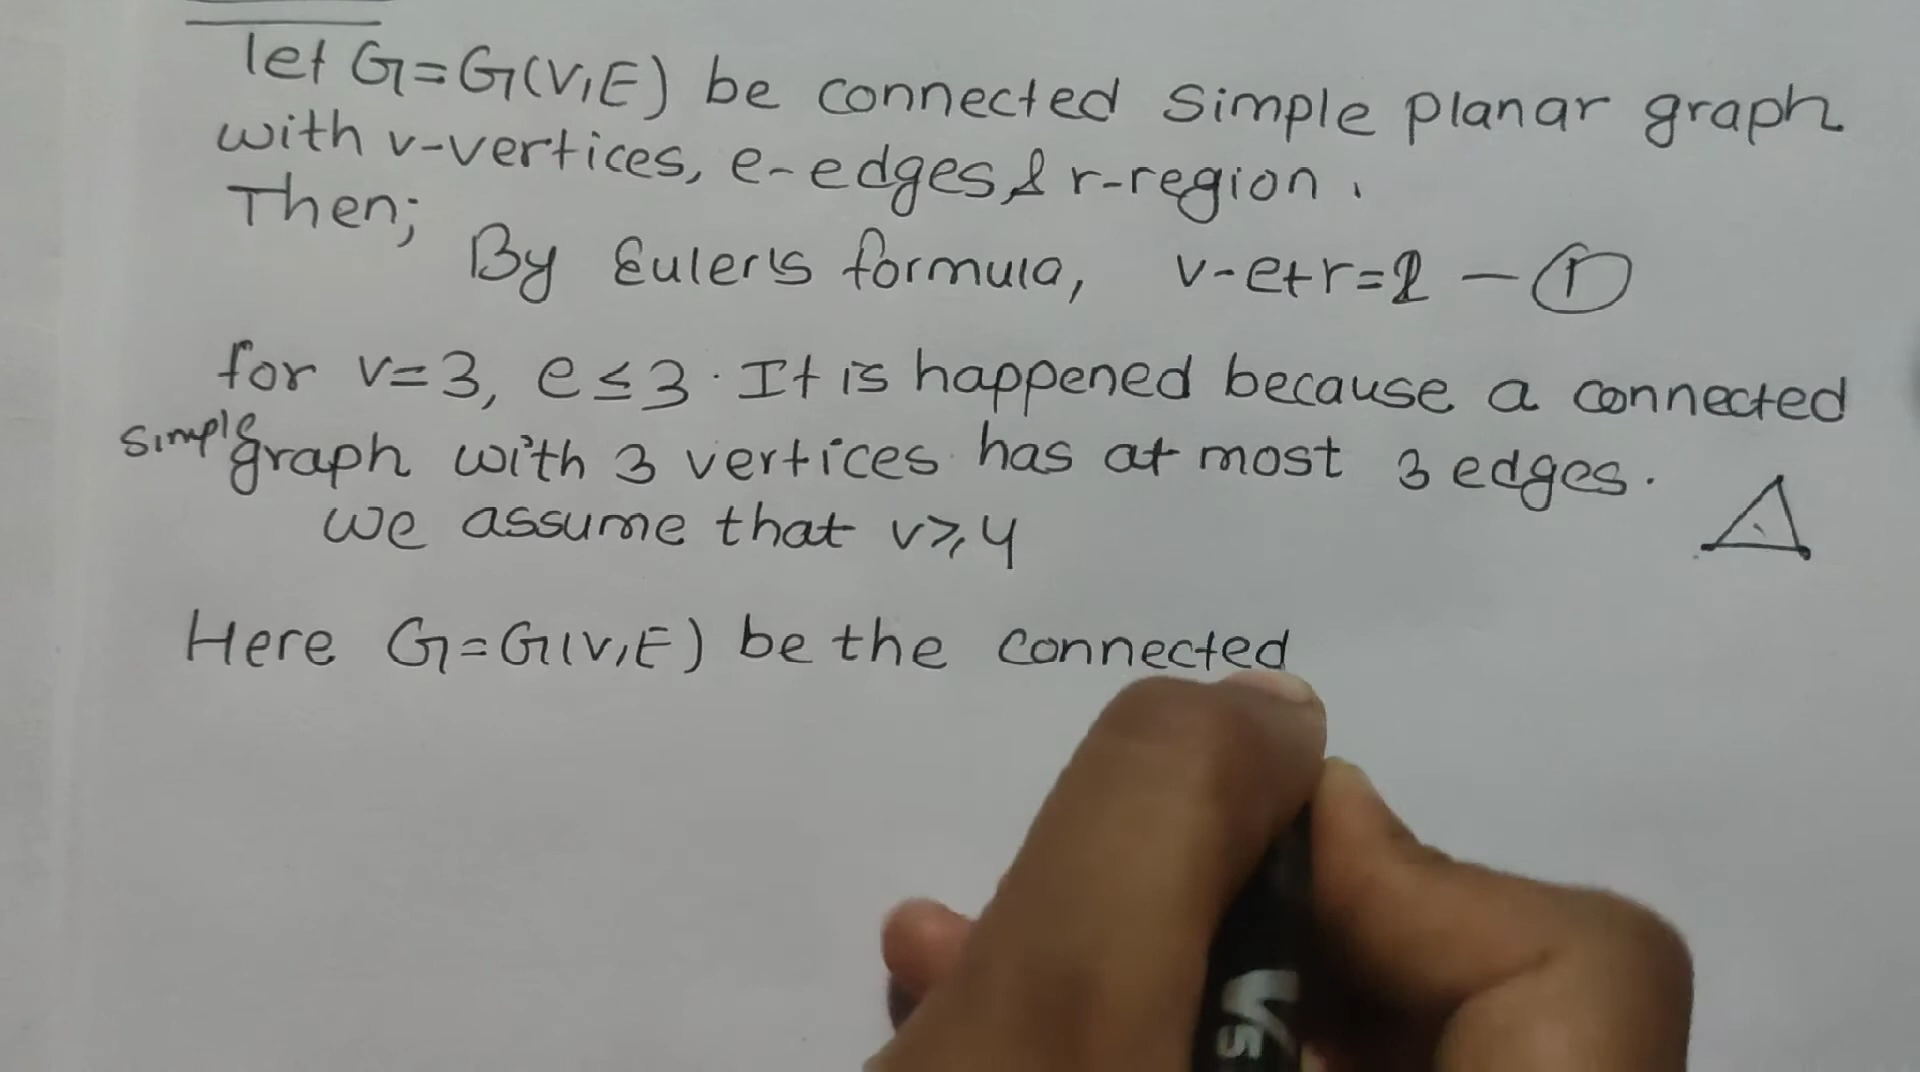 let G=G(V,E) be connected simple planar graph
with v-vertices, e-edges & r-region.
Then;
By Euler's formula, v-e+r=2 — ①
for v=3, e≤3. It is happened because a connected
simple graph with 3 vertices has at most 3 edges.
we assume that v≥4
Here G=G(V,E) be the connected
V5